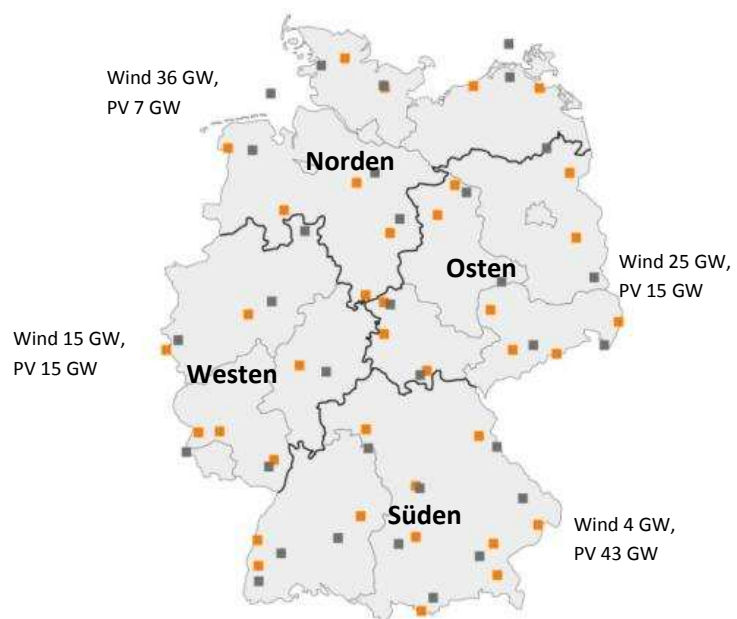 Wind 36 GW,
PV 7 GW
Norden
Osten
Wind 25 GW,
PV 15 GW
Wind 15 GW,
PV 15 GW
Westen
Süden
Wind 4 GW,
PV 43 GW